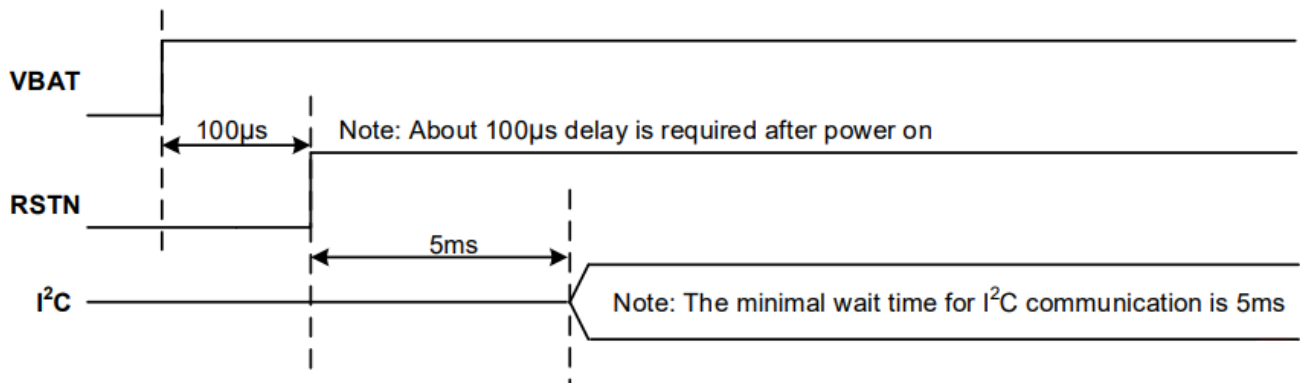 VBAT
100µs
Note: About 100µs delay is required after power on
RSTN
5ms
I²C
Note: The minimal wait time for I²C communication is 5ms